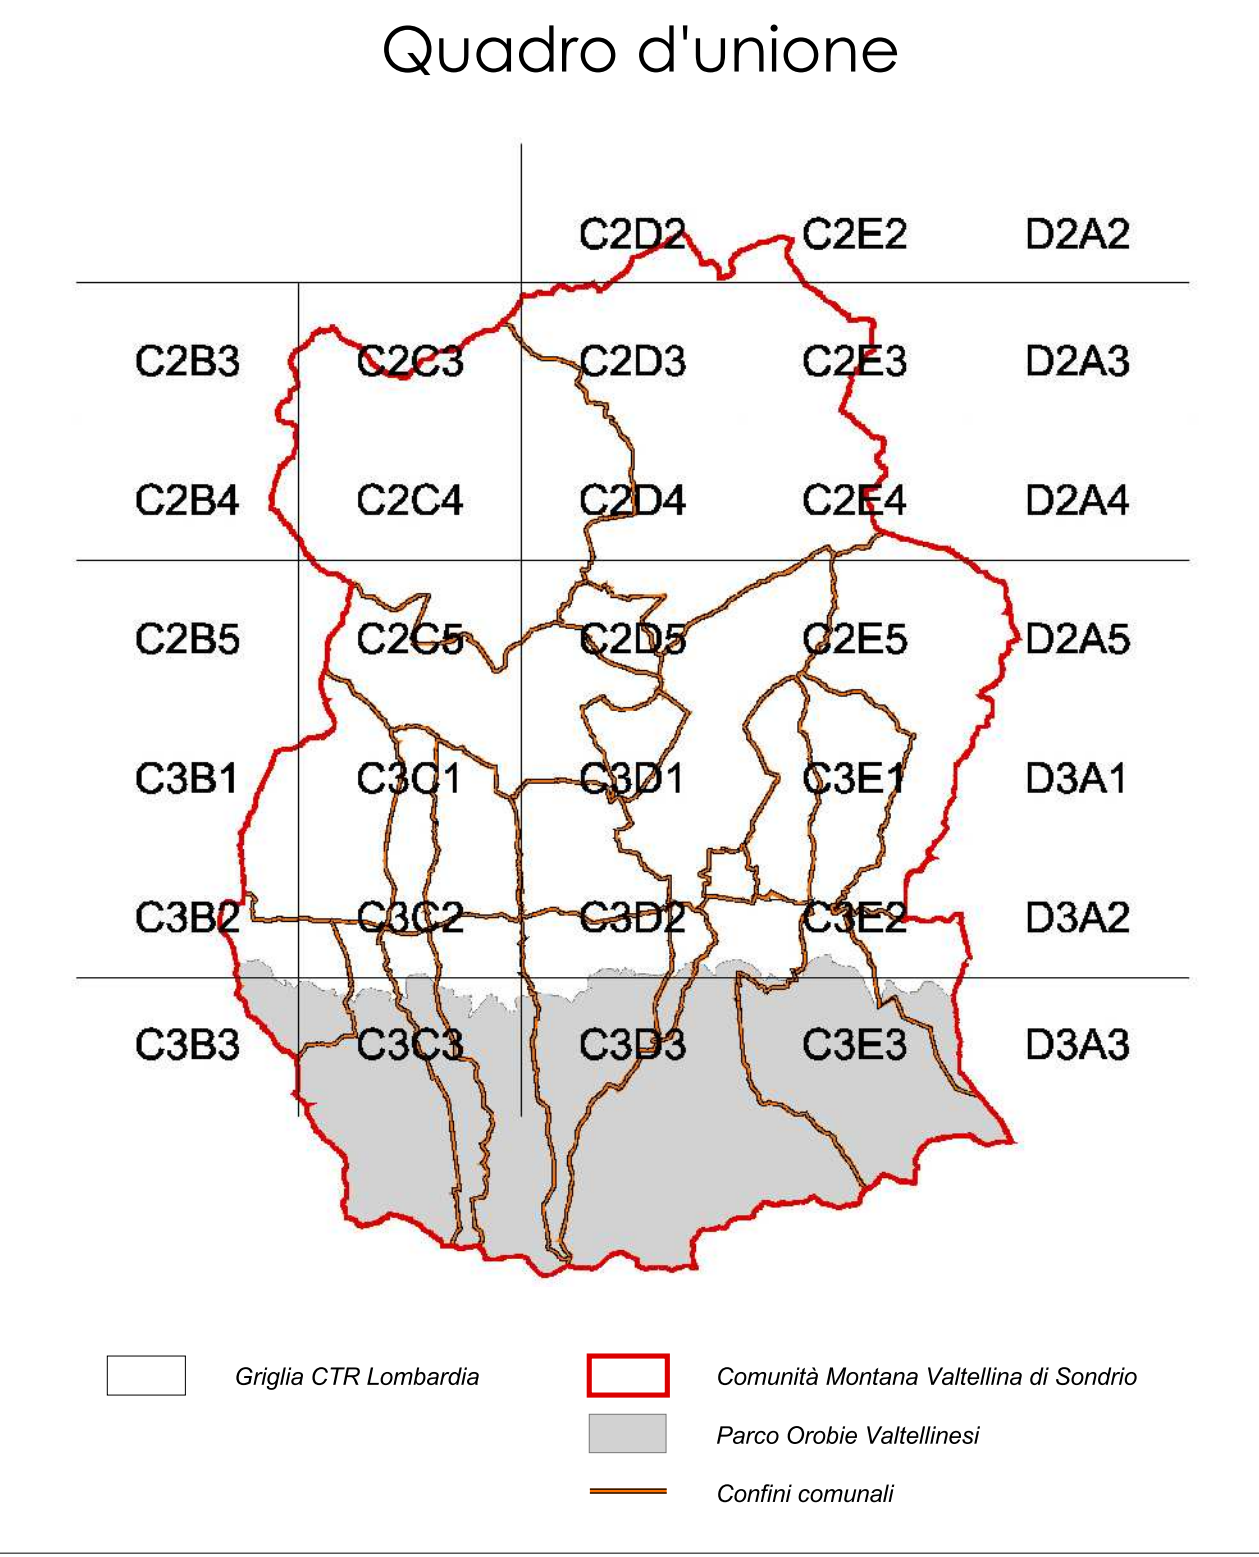 Quadro d'unione
C2D2 C2E2 D2A2
C2B3 C2C3 C2D3 C2E3 D2A3
C2B4 C2C4 C2D4 C2E4 D2A4
C2B5 C2C5 C2D5 C2E5 D2A5
C3B1 C3C1 C3D1 C3E1 D3A1
C3B2 C3C2 C3D2 C3E2 D3A2
C3B3 C3C3 C3D3 C3E3 D3A3
Griglia CTR Lombardia
Comunità Montana Valtellina di Sondrio
Parco Orobie Valtellinesi
Confini comunali